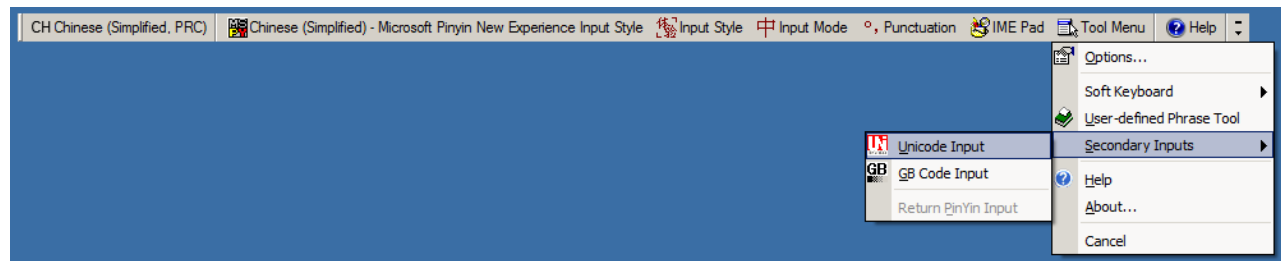 CH Chinese (Simplified, PRC) Chinese (Simplified) - Microsoft Pinyin New Experience Input Style Input Style 中 Input Mode °, Punctuation IME Pad Tool Menu Help
Options...
Soft Keyboard
User-defined Phrase Tool
Secondary Inputs
Help
About...
Cancel
Unicode Input
GB GB Code Input
Return PinYin Input